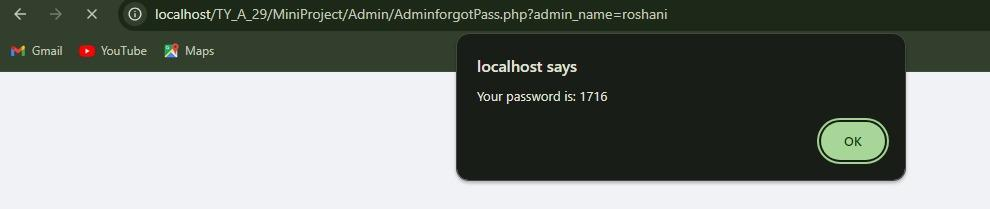 localhost/TY_A_29/MiniProject/Admin/AdminforgotPass.php?admin_name=roshani
Gmail YouTube Maps
localhost says
Your password is: 1716
OK